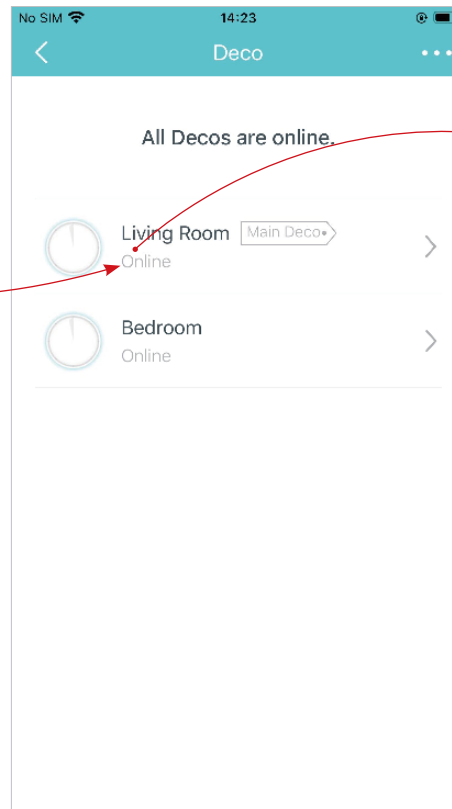 No SIM 14:23
Deco
All Decos are online.
Living Room Main Deco
Online
Bedroom
Online